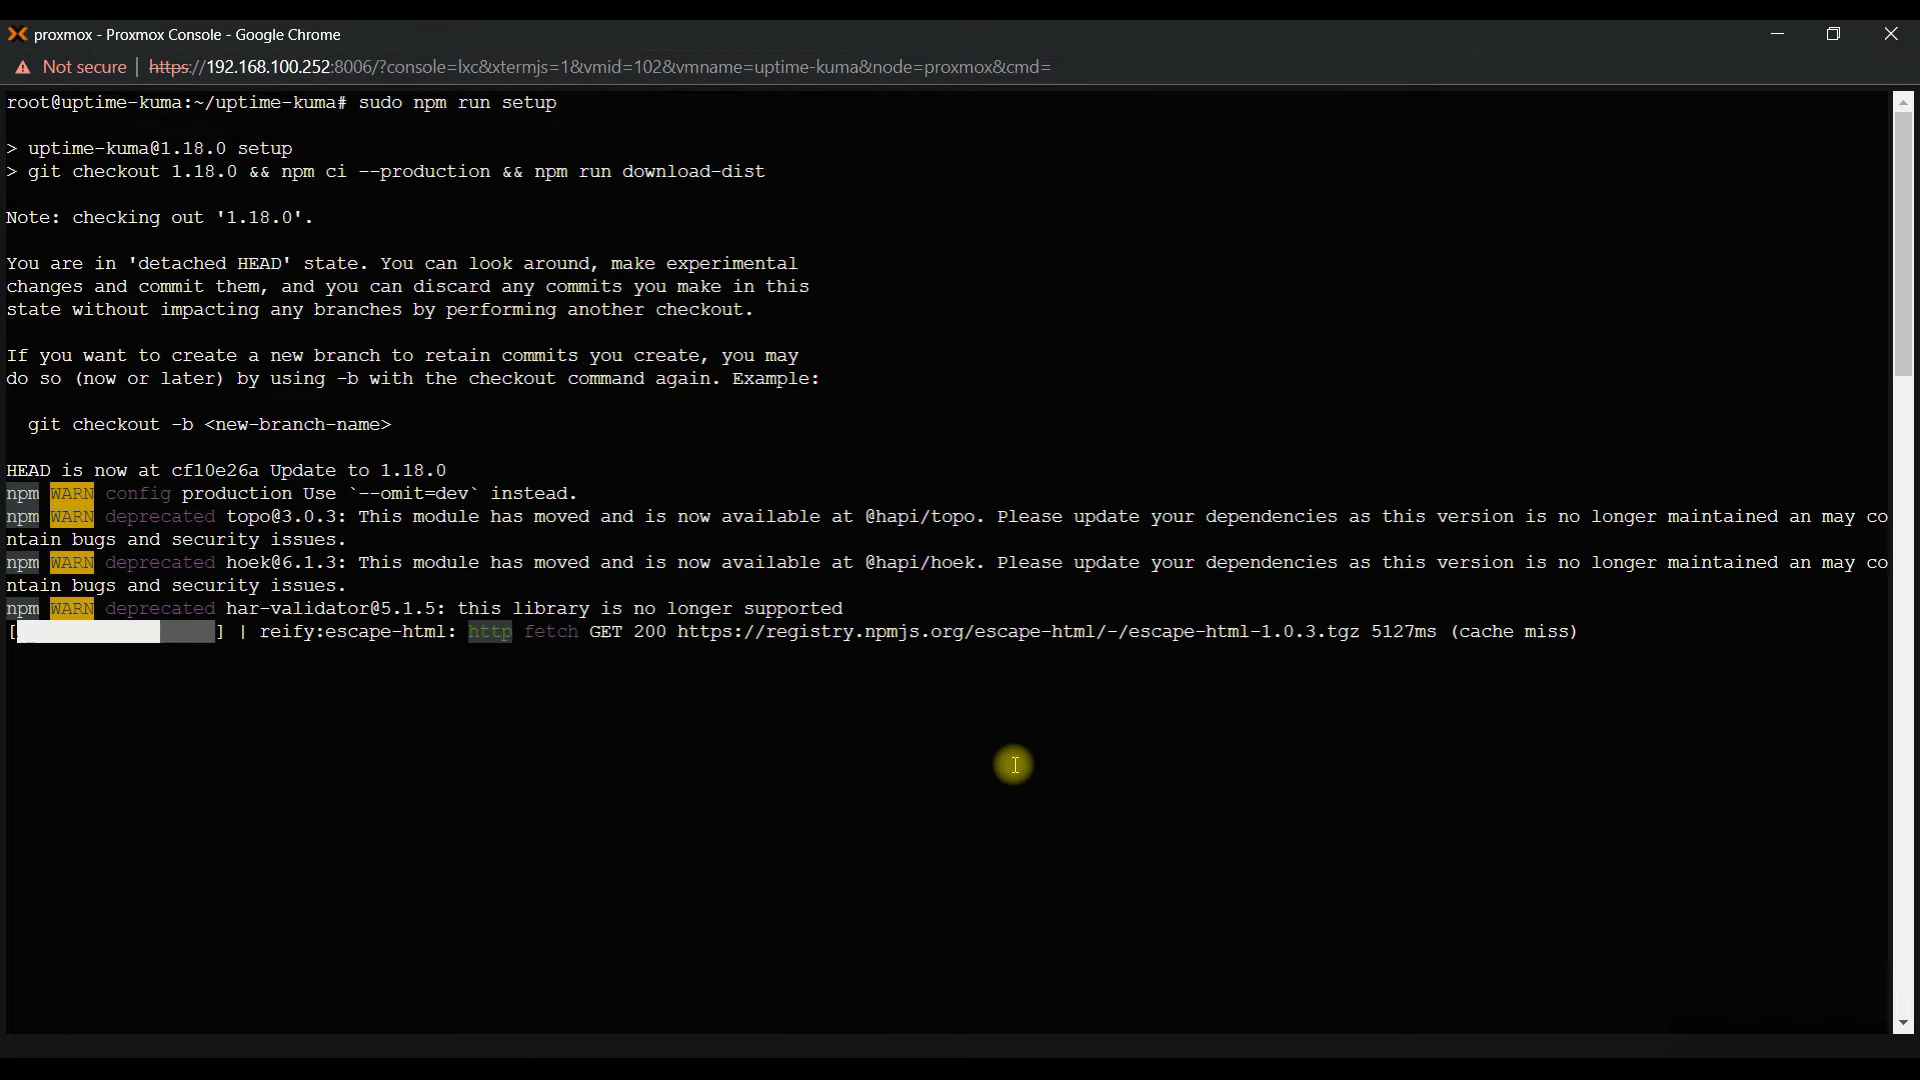 proxmox - Proxmox Console - Google Chrome
Not secure | https://192.168.100.252:8006/?console=lxc&xtermjs=1&vmid=102&vmname=uptime-kuma&node=proxmox&cmd=
root@uptime-kuma:~/uptime-kuma# sudo npm run setup
> uptime-kuma@1.18.0 setup
> git checkout 1.18.0 && npm ci --production && npm run download-dist
Note: checking out '1.18.0'.
You are in 'detached HEAD' state. You can look around, make experimental
changes and commit them, and you can discard any commits you make in this
state without impacting any branches by performing another checkout.
If you want to create a new branch to retain commits you create, you may
do so (now or later) by using -b with the checkout command again. Example:
git checkout -b <new-branch-name>
HEAD is now at cf10e26a Update to 1.18.0
npm WARN config production Use `--omit=dev` instead.
npm WARN deprecated topo@3.0.3: This module has moved and is now available at @hapi/topo. Please update your dependencies as this version is no longer maintained an may co
ntain bugs and security issues.
npm WARN deprecated hoek@6.1.3: This module has moved and is now available at @hapi/hoek. Please update your dependencies as this version is no longer maintained an may co
ntain bugs and security issues.
npm WARN deprecated har-validator@5.1.5: this library is no longer supported
[ ] | reify:escape-html: http fetch GET 200 https://registry.npmjs.org/escape-html/-/escape-html-1.0.3.tgz 5127ms (cache miss)